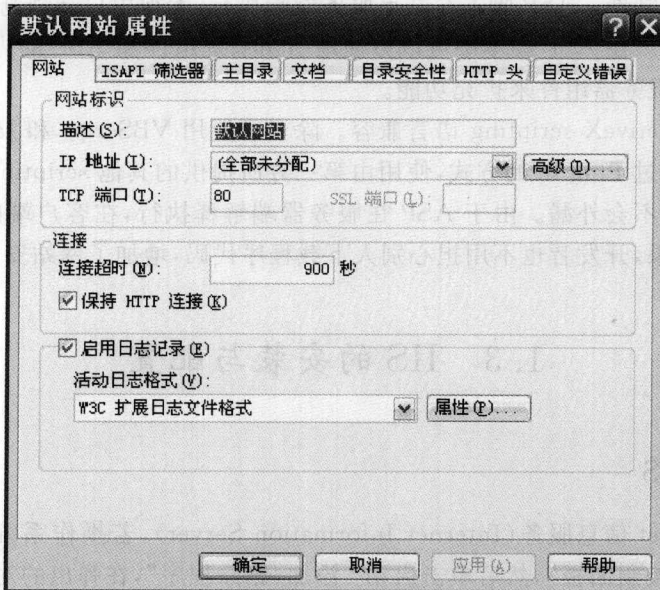 默认网站 属性
网站 ISAPI 筛选器 主目录 文档 目录安全性 HTTP 头 自定义错误
网站标识
描述(S): 默认网站
IP 地址(I): (全部未分配) 高级(D)...
TCP 端口(T): 80 SSL 端口(L):
连接
连接超时(N): 900 秒
保持 HTTP 连接(K)
启用日志记录(E)
活动日志格式(V):
W3C 扩展日志文件格式 属性(P)...
确定 取消 应用(A) 帮助